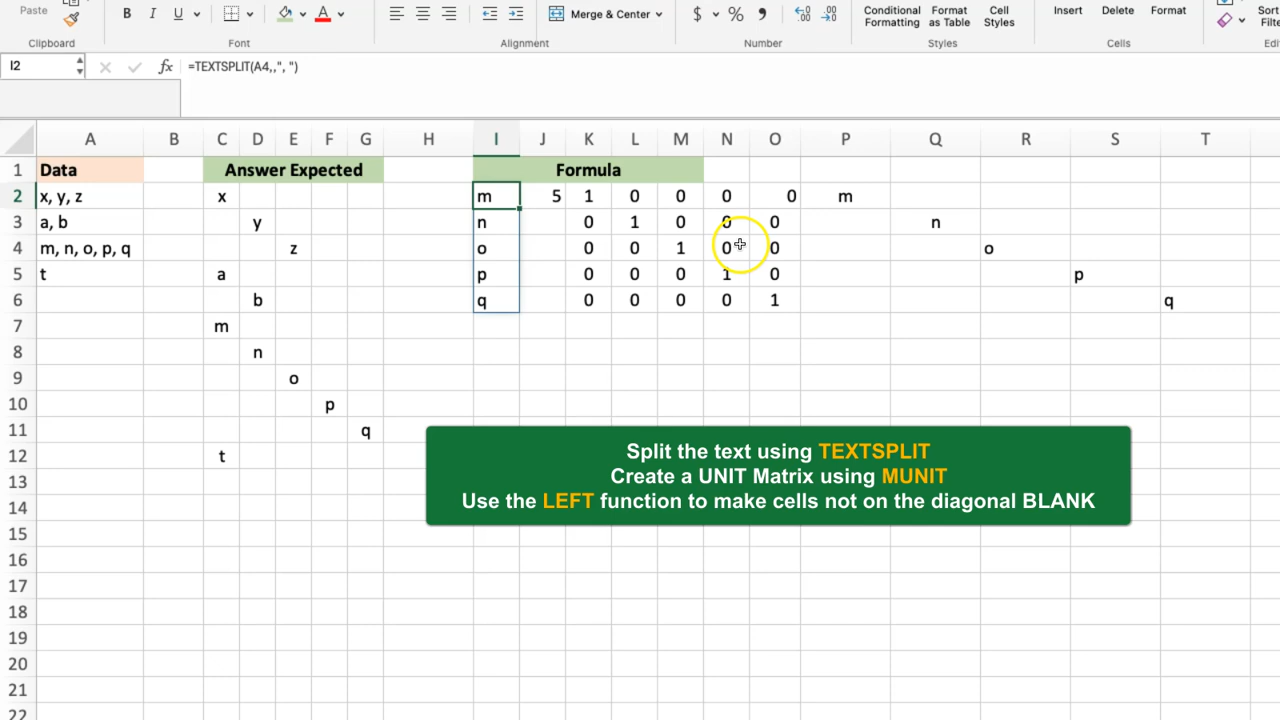 Paste B I U Merge & Center $ % Conditional Formatting Format as Table Cell Styles Insert Delete Format
Clipboard Font Alignment Number Styles Cells
I2 fx =TEXTSPLIT(A4,,", ")
A B C D E F G H I J K L M N O P Q R S T
1 Data Answer Expected Formula
2 x, y, z x m 5 1 0 0 0 0 m
3 a, b y n 0 1 0 0 0 n
4 m, n, o, p, q z o 0 0 1 0 0 o
5 t a p 0 0 0 1 0 p
6 b q 0 0 0 0 1 q
7 m
8 n
9 o
10 p
11 q
12 t
13
14
15
16
17
18
19
20
21
22
Split the text using TEXTSPLIT
Create a UNIT Matrix using MUNIT
Use the LEFT function to make cells not on the diagonal BLANK